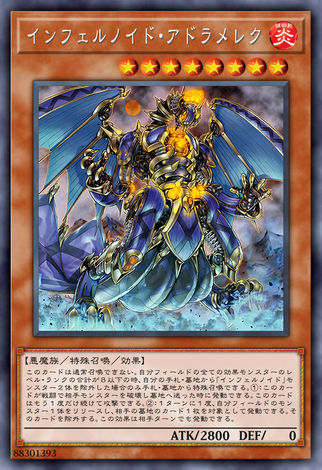 インフェルノイド・アドラメレク
炎
ほのお
【悪魔族／特殊召喚／効果】
このカードは通常召喚できない。自分フィールドの全ての効果モンスターのレ
ベル・ランクの合計が８以下の時、自分の手札・墓地から「インフェルノイド」モン
スター２体を除外した場合のみ手札・墓地から特殊召喚できる。①：このカー
ドが戦闘で相手モンスターを破壊し墓地へ送った時に発動できる。このカード
はもう１度だけ続けて攻撃できる。②：１ターンに１度、自分フィールドのモン
スター１体をリリースし、相手の墓地のカード１枚を対象として発動できる。そ
のカードを除外する。この効果は相手ターンでも発動できる。
ATK/2800 DEF/ 0
88301393